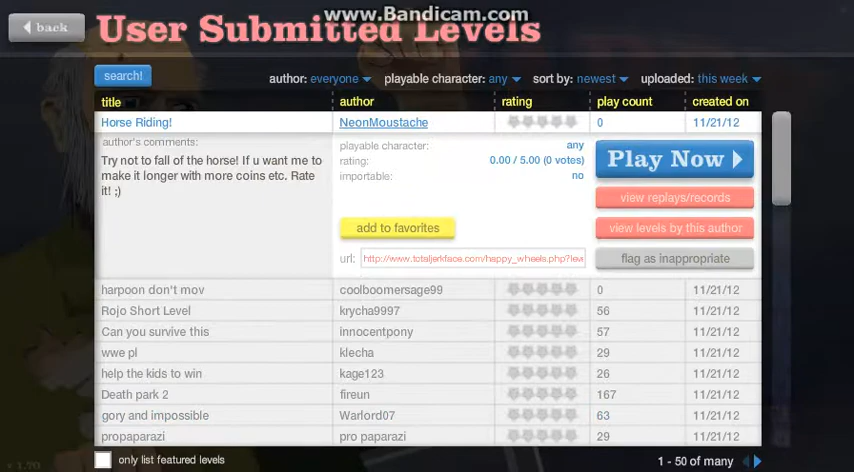 www.Bandicam.com
back
User Submitted Levels
search!
author: everyone playable character: any sort by: newest uploaded: this week
title author rating play count created on
Horse Riding! NeonMoustache 0 11/21/12
author's comments:
Try not to fall of the horse! If u want me to
make it longer with more coins etc. Rate
it! ;)
playable character: any
rating: 0.00 / 5.00 (0 votes)
importable: no
add to favorites
url: http://www.totaljerkface.com/happy_wheels.php?leve
Play Now
view replays/records
view levels by this author
flag as inappropriate
harpoon don't mov coolboomersage99 0 11/21/12
Rojo Short Level krycha9997 56 11/21/12
Can you survive this innocentpony 57 11/21/12
wwe pl klecha 29 11/21/12
help the kids to win kage123 26 11/21/12
Death park 2 fireun 167 11/21/12
gory and impossible Warlord07 63 11/21/12
propaparazi pro paparazi 29 11/21/12
only list featured levels
1 - 50 of many
v 1.70